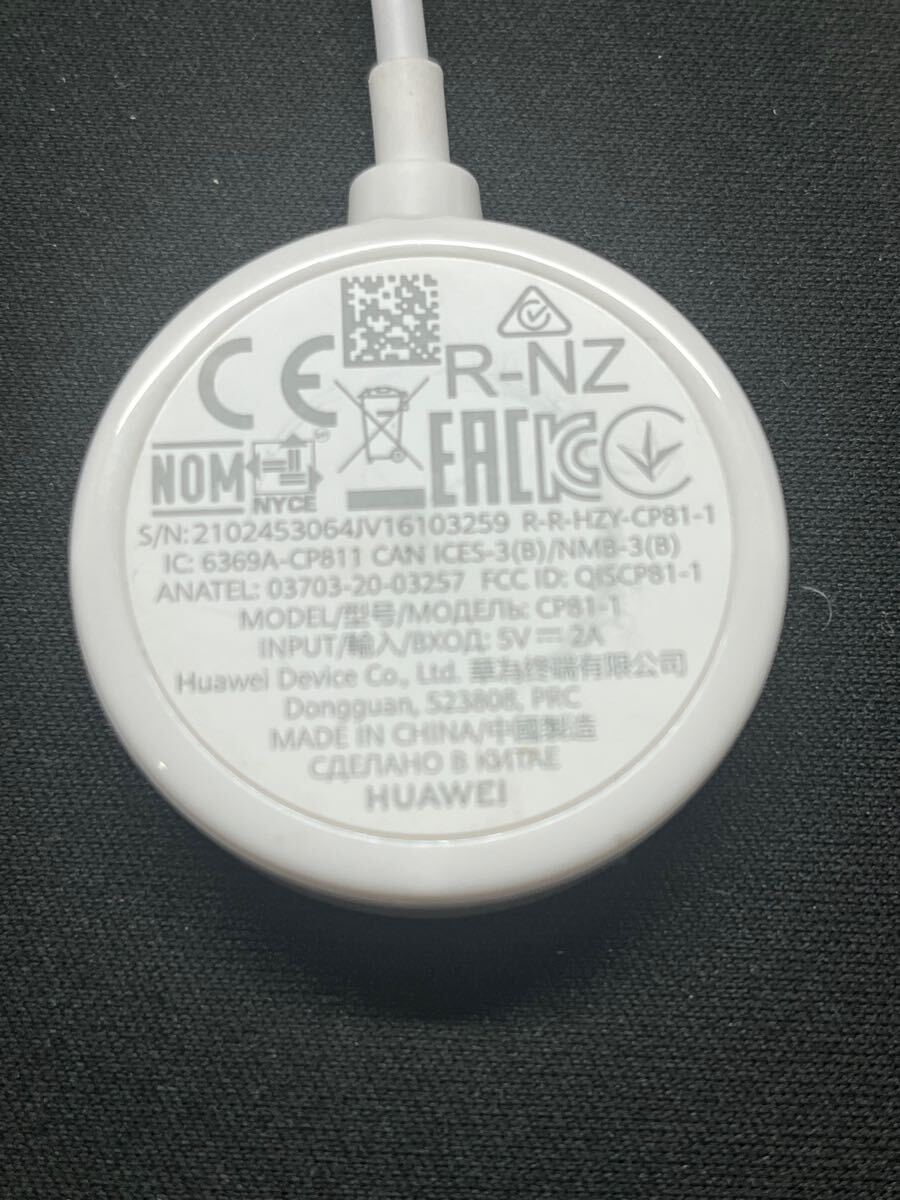 CE
R-NZ
NOM
NYCE
EAC
S/N: 2102453064JV16103259 R-R-HZY-CP81-1
IC: 6369A-CP811 CAN ICES-3(B)/NMB-3(B)
ANATEL: 03703-20-03257 FCC ID: QISCP81-1
MODEL/型号/МОДЕЛЬ: CP81-1
INPUT/輸入/ВХОД: 5V ⎓ 2A
Huawei Device Co., Ltd. 華為終端有限公司
Dongguan, 523808, PRC
MADE IN CHINA/中國製造
СДЕЛАНО В КИТАЕ
HUAWEI